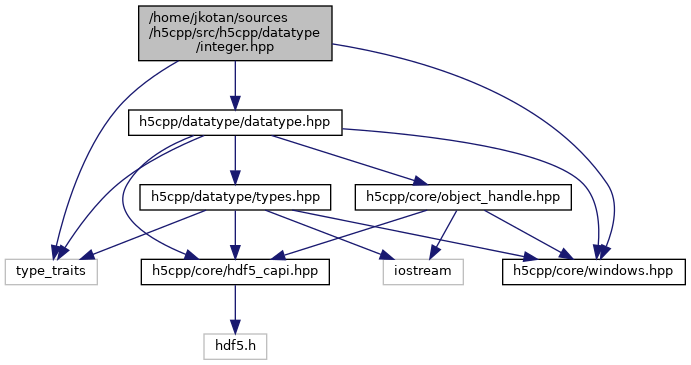 /home/jkotan/sources
/h5cpp/src/h5cpp/datatype
/integer.hpp
h5cpp/datatype/datatype.hpp
h5cpp/datatype/types.hpp
h5cpp/core/object_handle.hpp
type_traits
h5cpp/core/hdf5_capi.hpp
iostream
h5cpp/core/windows.hpp
hdf5.h